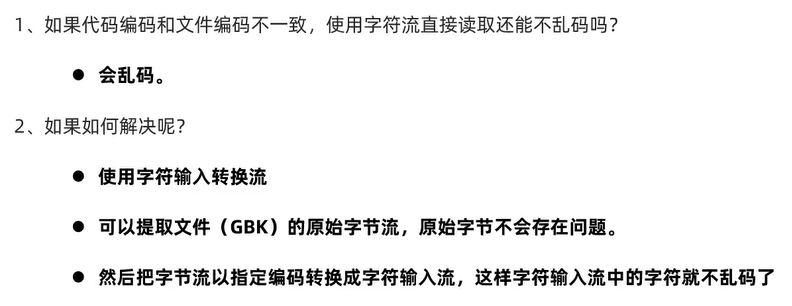 1、如果代码编码和文件编码不一致，使用字符流直接读取还能不乱码吗？
● 会乱码。
2、如果如何解决呢？
● 使用字符输入转换流
● 可以提取文件（GBK）的原始字节流，原始字节不会存在问题。
● 然后把字节流以指定编码转换成字符输入流，这样字符输入流中的字符就不乱码了